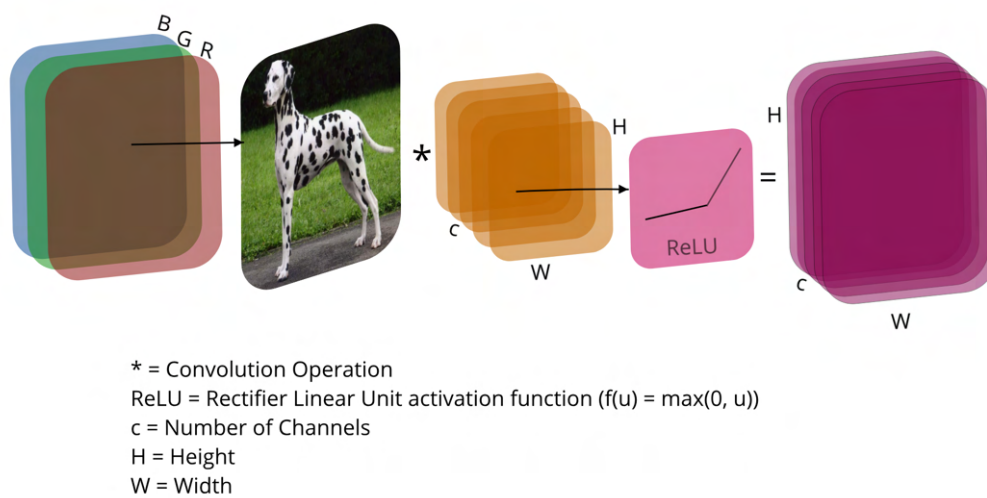 B
G
R
*
c
W
H
ReLU
=
H
c
W
* = Convolution Operation
ReLU = Rectifier Linear Unit activation function (f(u) = max(0, u))
c = Number of Channels
H = Height
W = Width